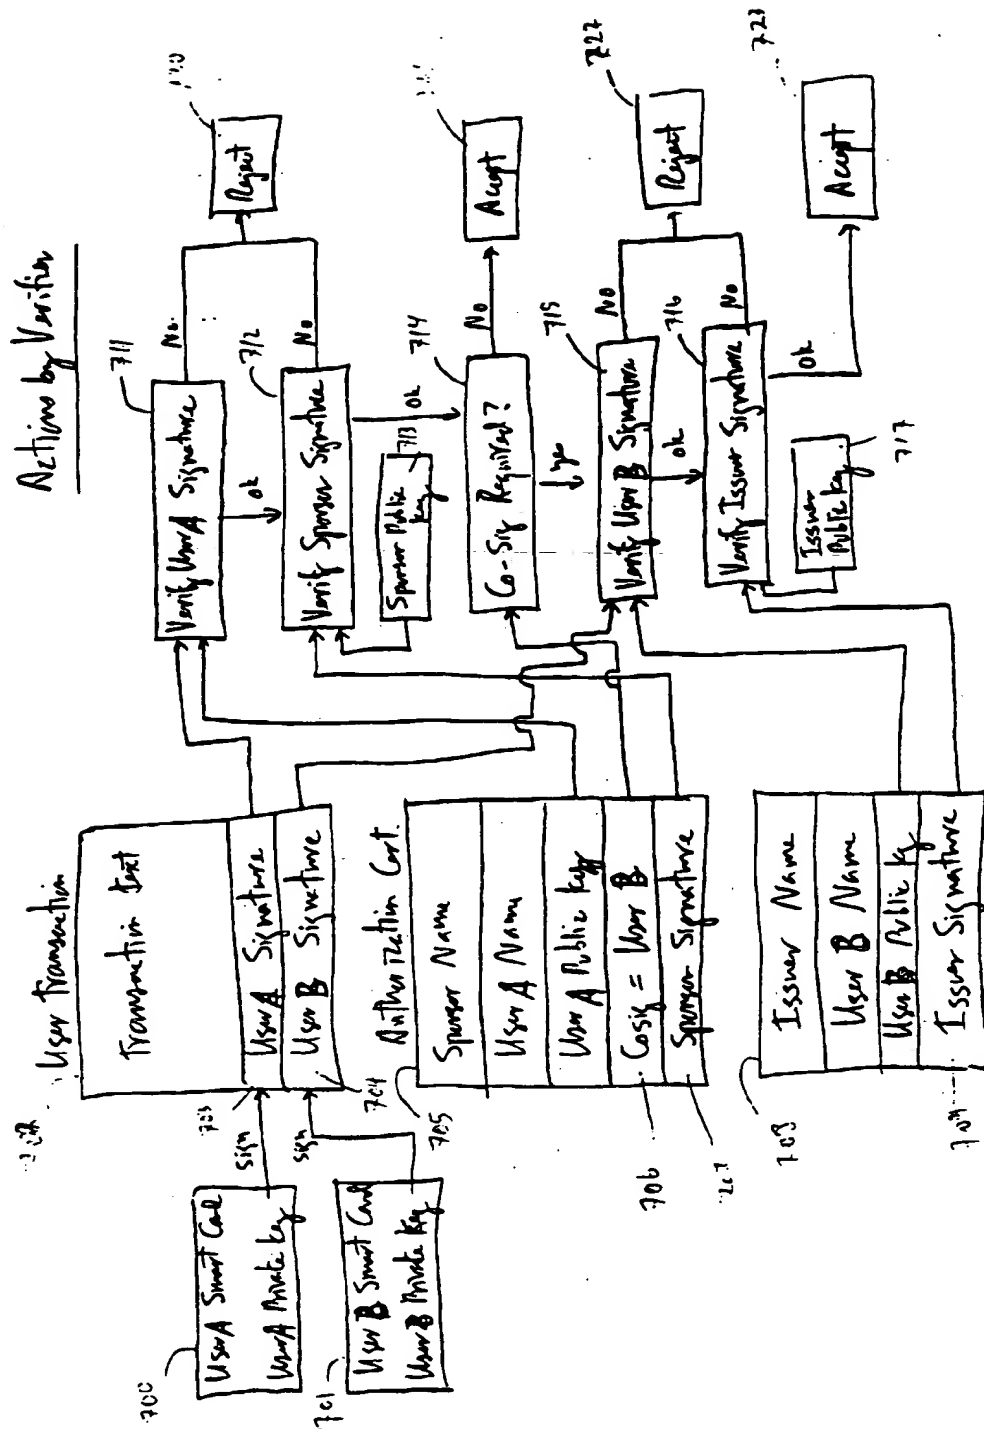 Actions by Verifier
User Transaction
Transaction text
User A Signature
User B Signature
703
704
700
User A Smart Card
User A Private Key
sign
701
User B Smart Card
User B Private Key
sign
Authorization Cert.
705
Sponsor Name
User A Name
User A Public Key
Cosig = User B
Sponsor Signature
706
708
Issuer Name
User B Name
User B Public Key
Issuer Signature
709
711
Verify User A Signature
No.
ok
712
Verify Sponsor Signature
No
ok
713
Sponsor Public
Key
Reject
714
Co-Sig Required?
No
yes
Accept
715
Verify User B Signature
No
ok
716
Verify Issuer Signature
No
ok
Issuer
Public Key
717
722
Reject
723
Accept